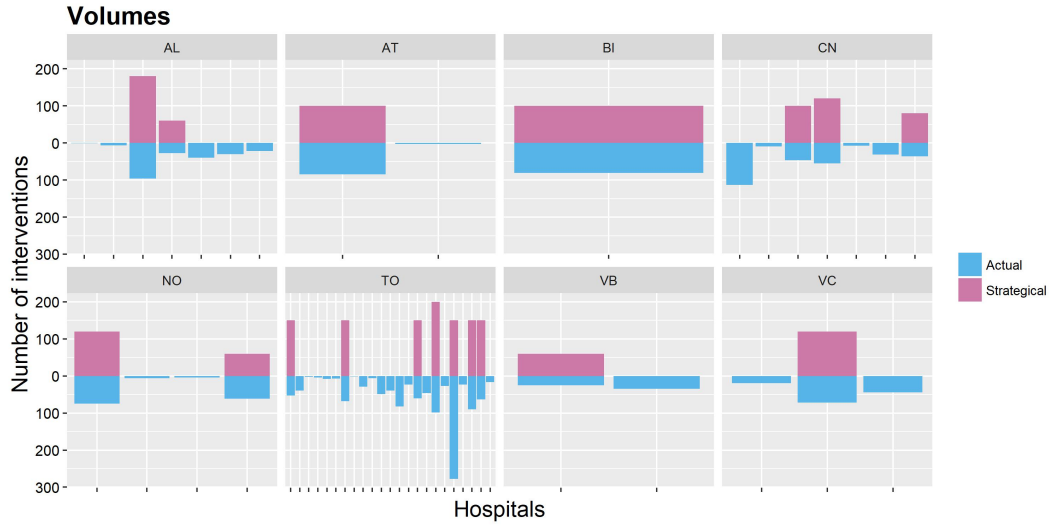 Volumes
AL AT BI CN
200
100
0
100
200
300
NO TO VB VC
200
100
0
100
200
300
Number of interventions
Hospitals
Actual
Strategical